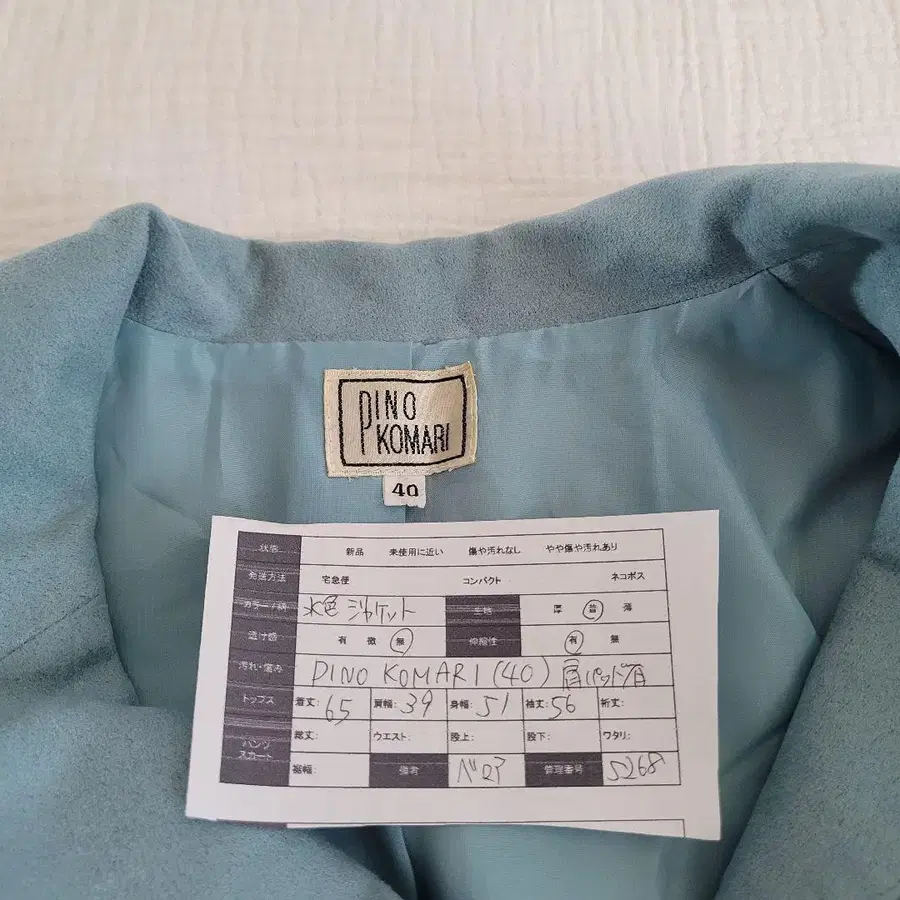 PINO
KOMARI
40
状態 新品 未使用に近い 傷や汚れなし やや傷や汚れあり
発送方法 宅急便 コンパクト ネコポス
カラー/柄 水色 ジャケット 生地 厚 普 薄
透け感 有 微 無 伸縮性 有 無
汚れ・傷み PINO KOMARI (40) 肩パット有
トップス 着丈: 65 肩幅: 39 身幅: 51 袖丈: 56 裄丈:
パンツ スカート 総丈: ウエスト: 股上: 股下: ワタリ:
裾幅: 備考 ベロア 管理番号 5268